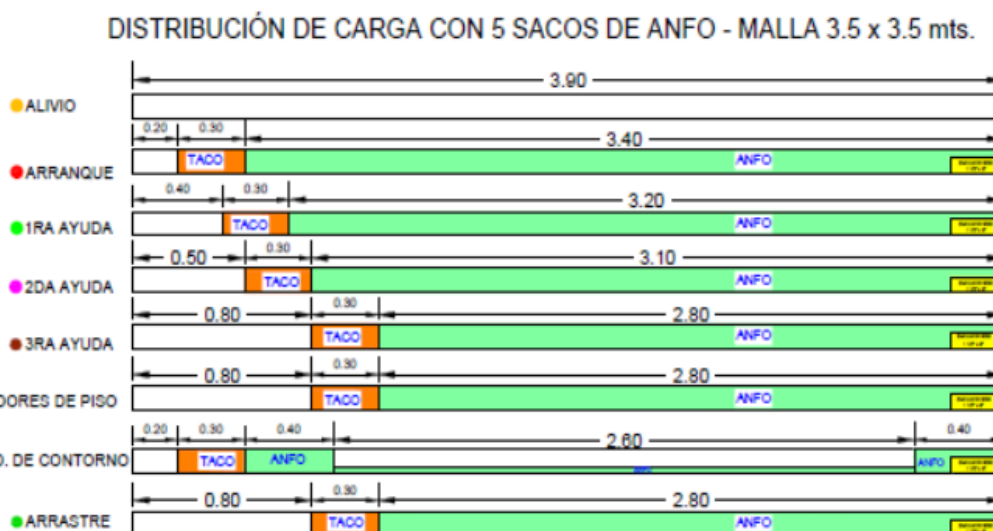 DISTRIBUCIÓN DE CARGA CON 5 SACOS DE ANFO - MALLA 3.5 x 3.5 mts.
3.90
ALIVIO
0.20 0.30 3.40
ARRANQUE TACO ANFO
0.40 0.30 3.20
1RA AYUDA TACO ANFO
0.50 0.30 3.10
2DA AYUDA TACO ANFO
0.80 0.30 2.80
3RA AYUDA TACO ANFO
0.80 0.30 2.80
DORES DE PISO TACO ANFO
0.20 0.30 0.40 2.60 0.40
D. DE CONTORNO TACO ANFO ANFO
0.80 0.30 2.80
ARRASTRE TACO ANFO